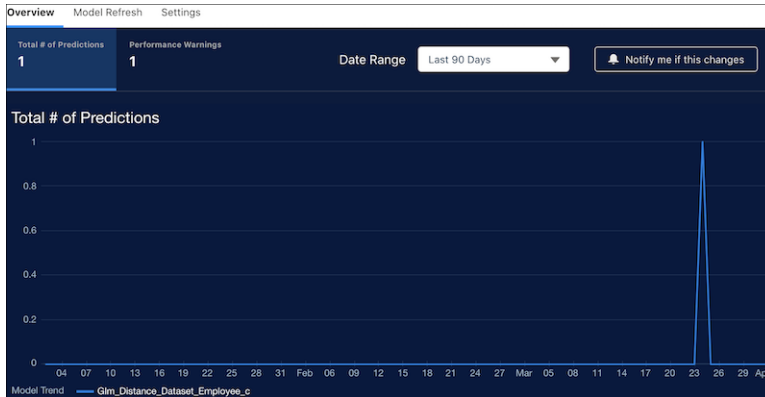 Overview Model Refresh Settings
Total # of Predictions Performance Warnings
1 1
Date Range Last 90 Days Notify me if this changes
Total # of Predictions
1
0.8
0.6
0.4
0.2
0
04 07 10 13 16 19 22 25 28 31 Feb 06 09 12 15 18 21 24 27 Mar 05 08 11 14 17 20 23 26 29 Ap
Model Trend Glm_Distance_Dataset_Employee_c